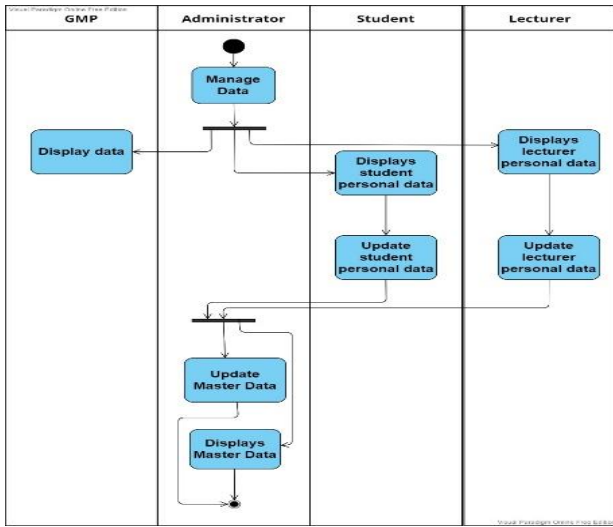 Visual Paradigm Online Free Edition
GMP
Administrator
Student
Lecturer
Manage
Data
Display data
Displays
student
personal data
Displays
lecturer
personal data
Update
student
personal data
Update
lecturer
personal data
Update
Master Data
Displays
Master Data
Visual Paradigm Online Free Edition